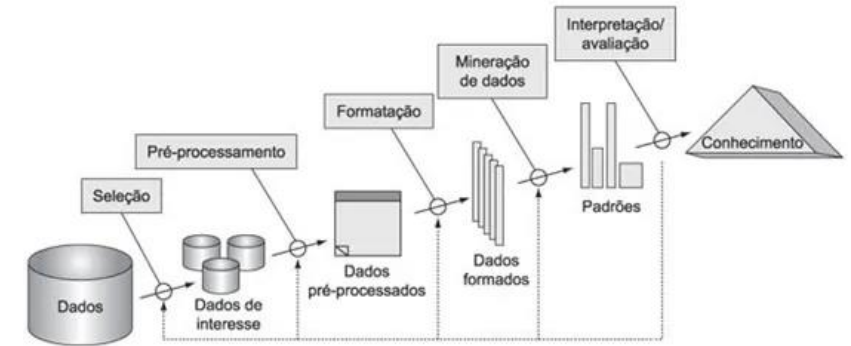 Interpretação/
avaliação
Mineração
de dados
Formatação
Pré-processamento
Seleção
Dados
Dados de
interesse
Dados
pré-processados
Dados
formados
Padrões
Conhecimento